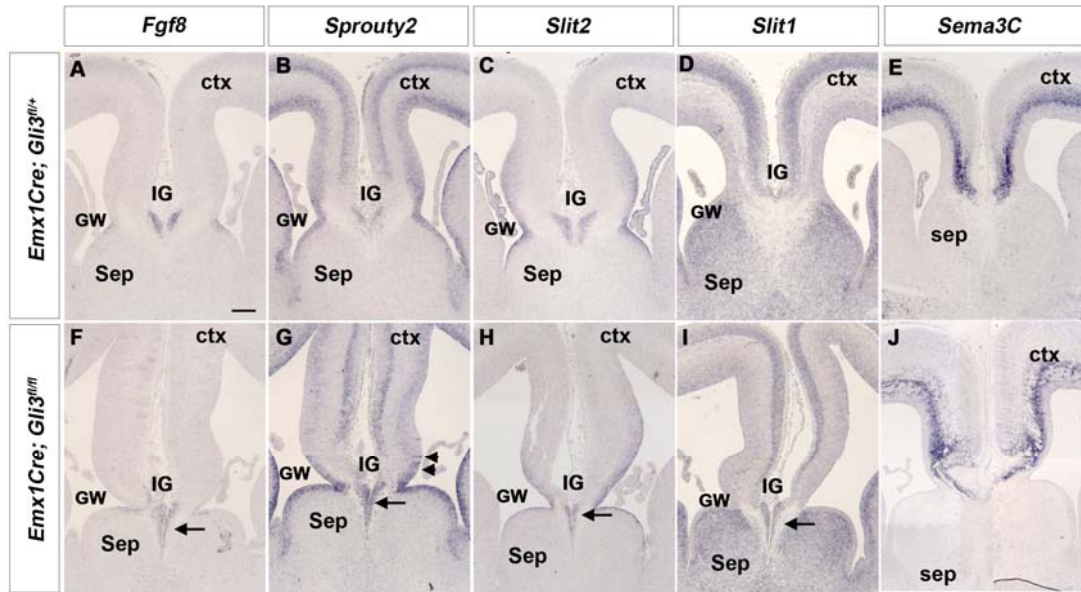 Fgf8 Sprouty2 Slit2 Slit1 Sema3C
Emx1Cre; Gli3fl/+
A ctx IG GW Sep
B ctx IG GW Sep
C ctx IG GW Sep
D ctx IG GW Sep
E ctx sep
Emx1Cre; Gli3fl/fl
F ctx IG GW Sep
G ctx IG GW Sep
H ctx IG GW Sep
I ctx IG GW Sep
J ctx sep